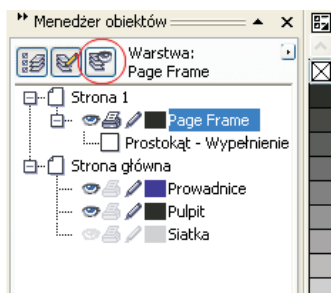 Menedżer obiektów
Warstwa:
Page Frame
Strona 1
Page Frame
Prostokąt - Wypełnienie
Strona główna
Prowadnice
Pulpit
Siatka